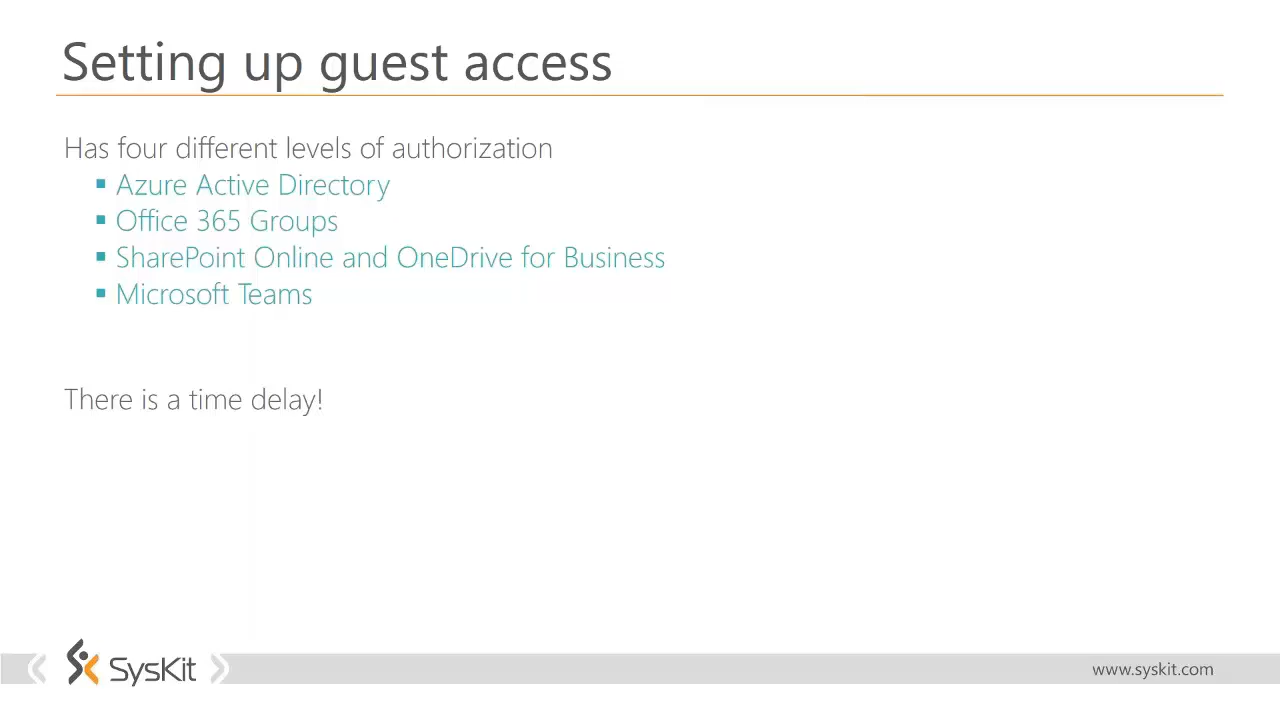 Setting up guest access
Has four different levels of authorization
Azure Active Directory
Office 365 Groups
SharePoint Online and OneDrive for Business
Microsoft Teams
There is a time delay!
SysKit
www.syskit.com